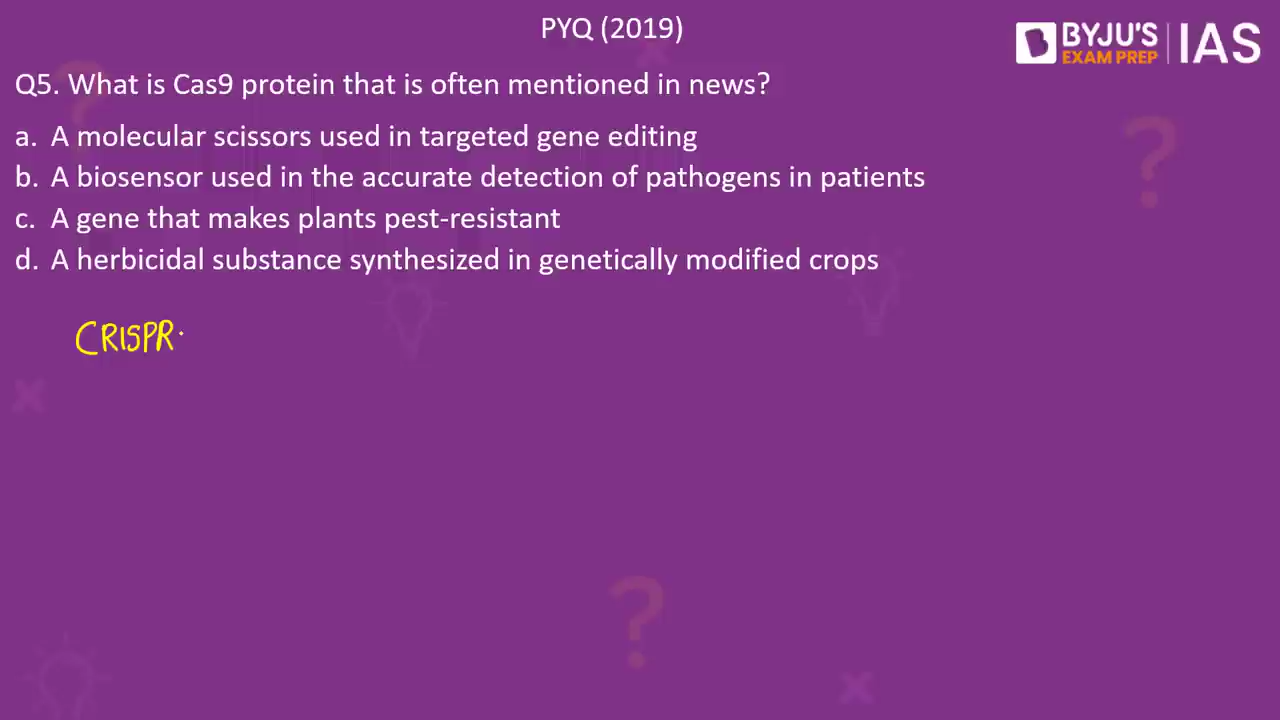 PYQ (2019)
BYJU'S
EXAM PREP
IAS
Q5. What is Cas9 protein that is often mentioned in news?
a. A molecular scissors used in targeted gene editing
b. A biosensor used in the accurate detection of pathogens in patients
c. A gene that makes plants pest-resistant
d. A herbicidal substance synthesized in genetically modified crops
CRISPR